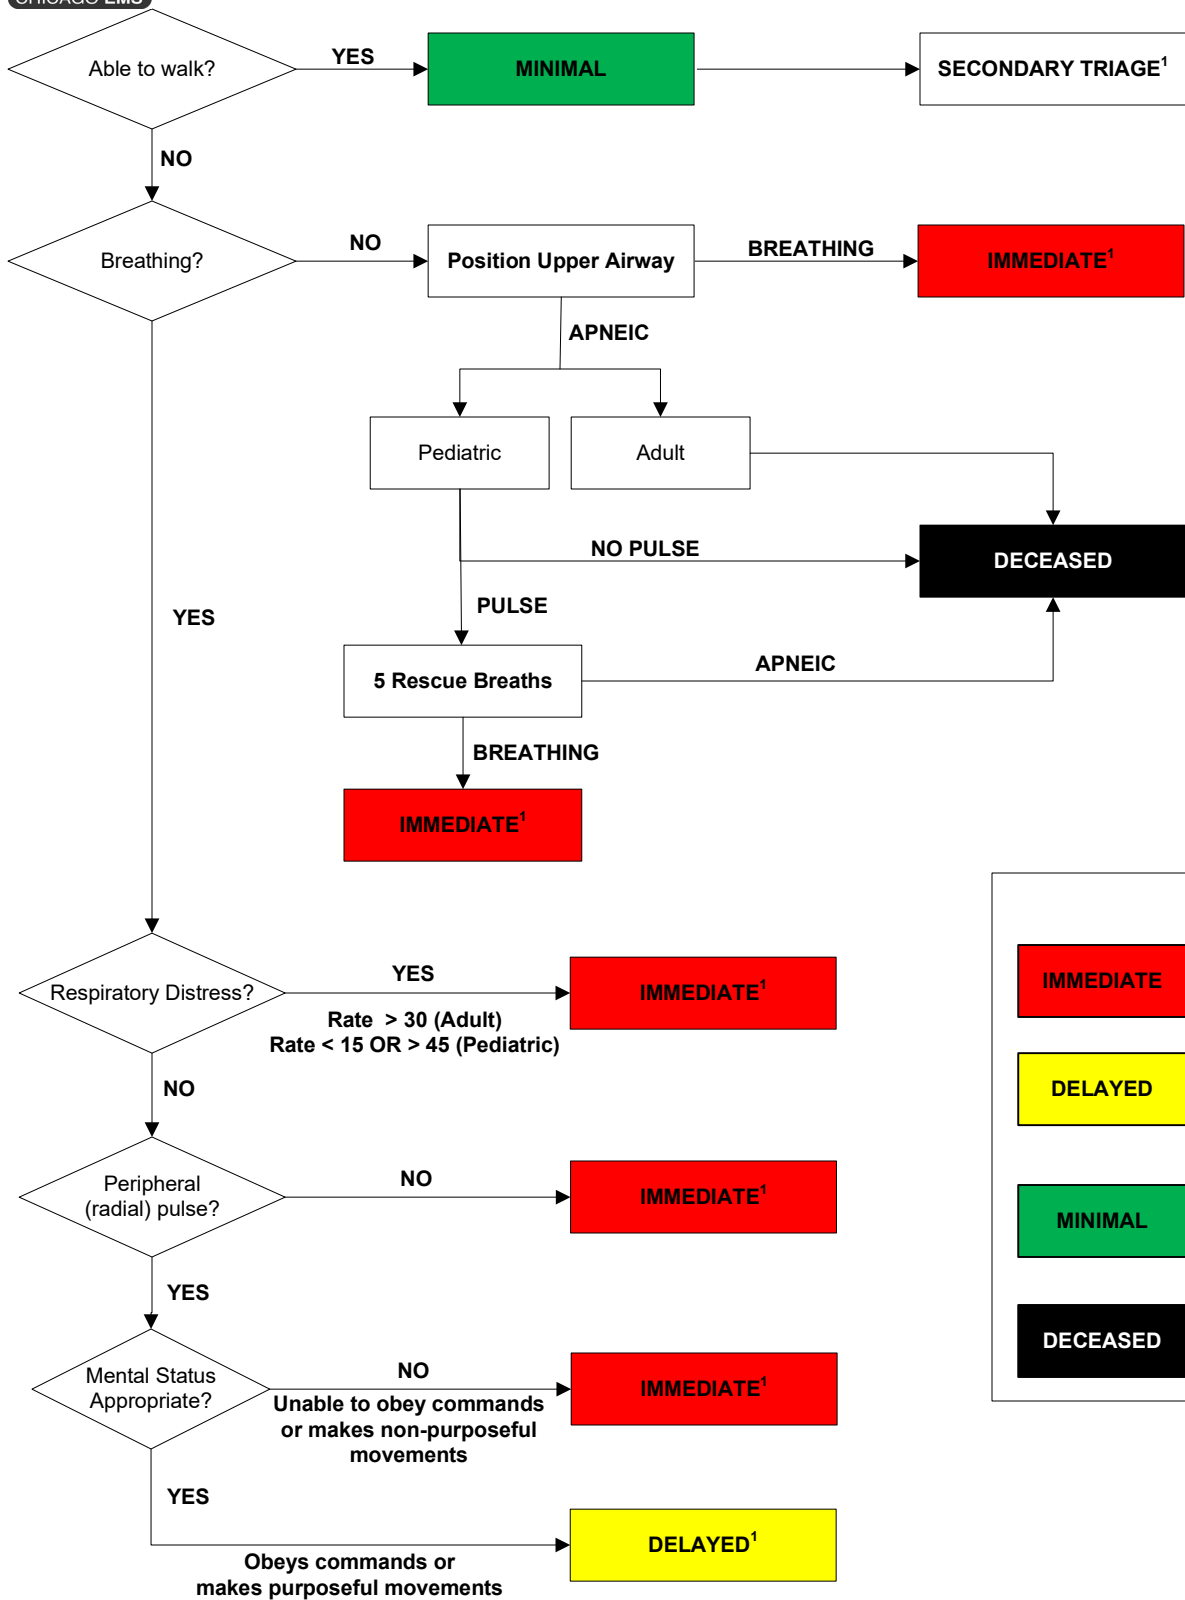 CHICAGO EMS
Able to walk?
YES
MINIMAL
SECONDARY TRIAGE¹
NO
Breathing?
NO
Position Upper Airway
BREATHING
IMMEDIATE¹
APNEIC
Pediatric
Adult
NO PULSE
DECEASED
PULSE
YES
5 Rescue Breaths
APNEIC
BREATHING
IMMEDIATE¹
Respiratory Distress?
YES
Rate > 30 (Adult)
Rate < 15 OR > 45 (Pediatric)
IMMEDIATE¹
NO
Peripheral
(radial) pulse?
NO
IMMEDIATE¹
YES
Mental Status
Appropriate?
NO
Unable to obey commands
or makes non-purposeful
movements
IMMEDIATE¹
YES
Obeys commands or
makes purposeful movements
DELAYED¹
IMMEDIATE
DELAYED
MINIMAL
DECEASED